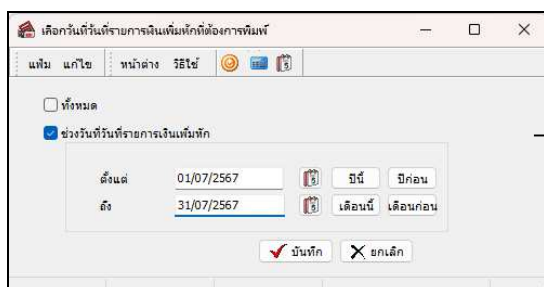 เลือกวันที่วันที่รายการเงินเพิ่มหักที่ต้องการพิมพ์
แฟ้ม แก้ไข หน้าต่าง วิธีใช้
ทั้งหมด
ช่วงวันที่วันที่รายการเงินเพิ่มหัก
ตั้งแต่ 01/07/2567 ปีนี้ ปีก่อน
ถึง 31/07/2567 เดือนนี้ เดือนก่อน
บันทึก ยกเลิก